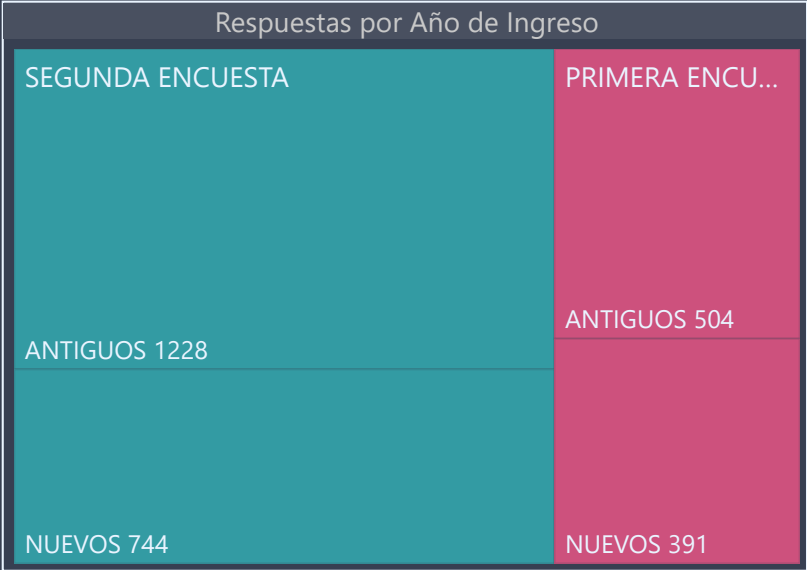 Respuestas por Año de Ingreso
SEGUNDA ENCUESTA
ANTIGUOS 1228
NUEVOS 744
PRIMERA ENCU...
ANTIGUOS 504
NUEVOS 391